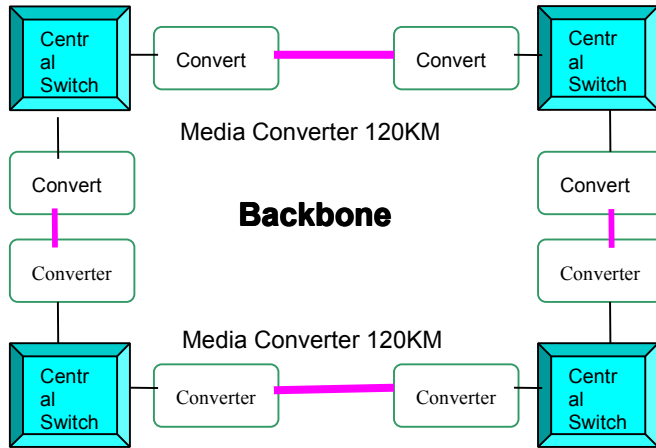 Centr
al
Switch
Convert
Convert
Centr
al
Switch
Media Converter 120KM
Convert
Convert
Backbone
Converter
Converter
Media Converter 120KM
Centr
al
Switch
Converter
Converter
Centr
al
Switch